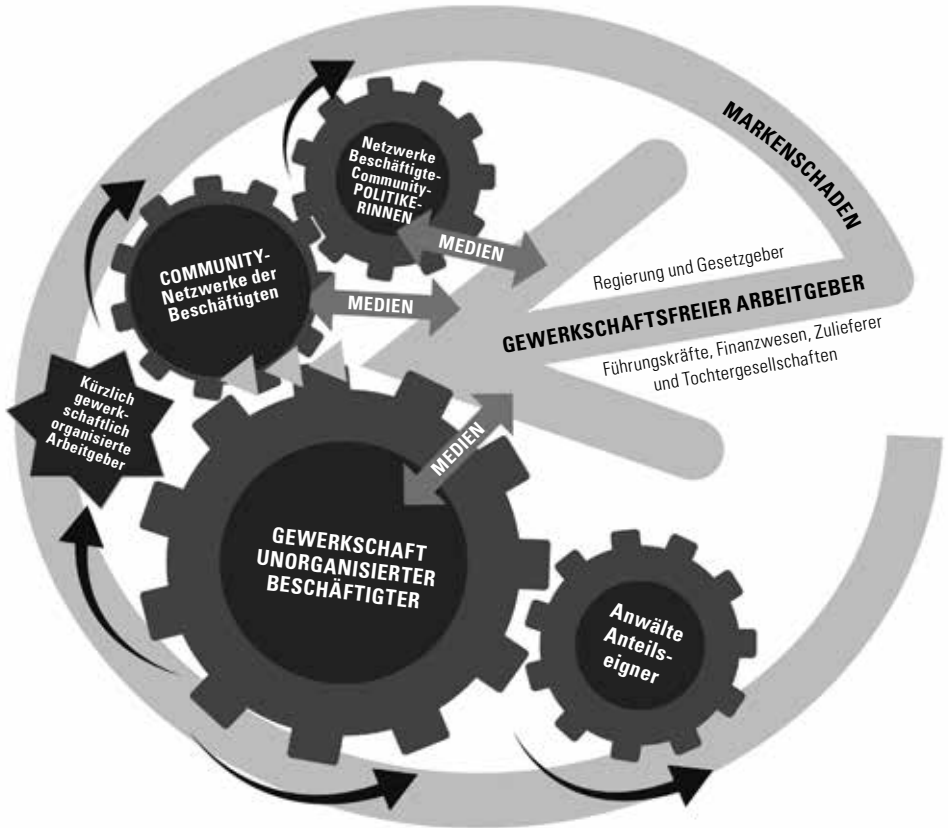 Netzwerke
Beschäftigte-
Community-
POLITIKE-
RINNEN
MARKENSCHADEN
MEDIEN
COMMUNITY-
Netzwerke der
Beschäftigten
MEDIEN
Regierung und Gesetzgeber
GEWERKSCHAFTSFREIER ARBEITGEBER
Führungskräfte, Finanzwesen, Zulieferer
und Tochtergesellschaften
Kürzlich
gewerk-
schaftlich
organisierte
Arbeitgeber
MEDIEN
GEWERKSCHAFT
UNORGANISIERTER
BESCHÄFTIGTER
Anwälte
Anteils-
eigner